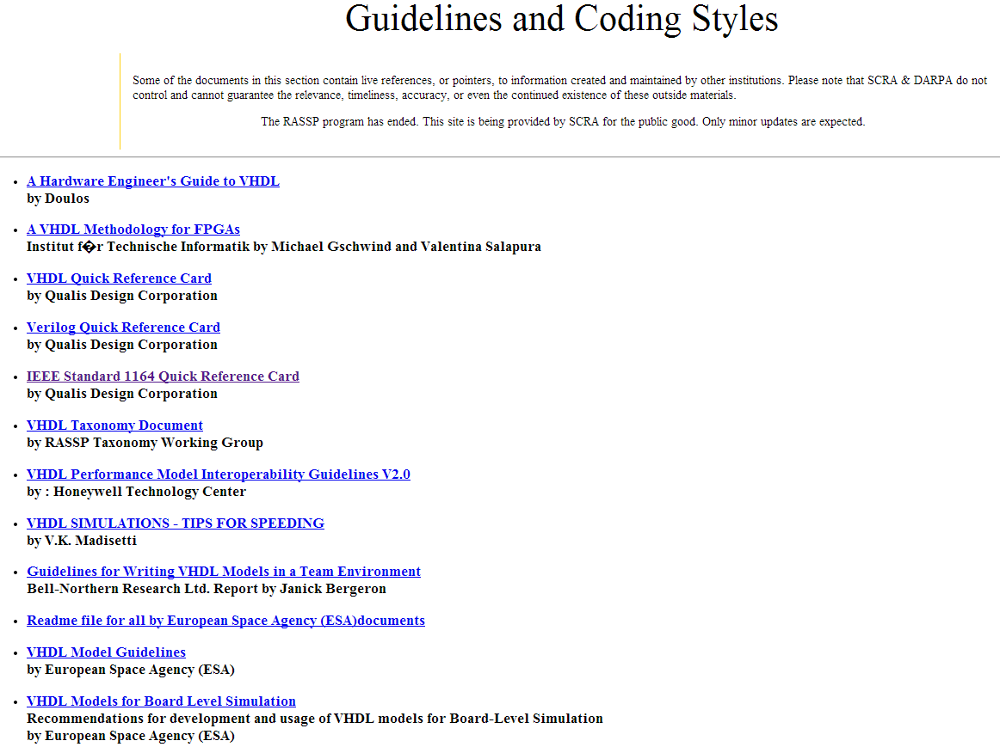 Guidelines and Coding Styles
Some of the documents in this section contain live references, or pointers, to information created and maintained by other institutions. Please note that SCRA & DARPA do not
control and cannot guarantee the relevance, timeliness, accuracy, or even the continued existence of these outside materials.
The RASSP program has ended. This site is being provided by SCRA for the public good. Only minor updates are expected.
• A Hardware Engineer's Guide to VHDL
by Doulos
• A VHDL Methodology for FPGAs
Institut f�r Technische Informatik by Michael Gschwind and Valentina Salapura
• VHDL Quick Reference Card
by Qualis Design Corporation
• Verilog Quick Reference Card
by Qualis Design Corporation
• IEEE Standard 1164 Quick Reference Card
by Qualis Design Corporation
• VHDL Taxonomy Document
by RASSP Taxonomy Working Group
• VHDL Performance Model Interoperability Guidelines V2.0
by : Honeywell Technology Center
• VHDL SIMULATIONS - TIPS FOR SPEEDING
by V.K. Madisetti
• Guidelines for Writing VHDL Models in a Team Environment
Bell-Northern Research Ltd. Report by Janick Bergeron
• Readme file for all by European Space Agency (ESA)documents
• VHDL Model Guidelines
by European Space Agency (ESA)
• VHDL Models for Board Level Simulation
Recommendations for development and usage of VHDL models for Board-Level Simulation
by European Space Agency (ESA)